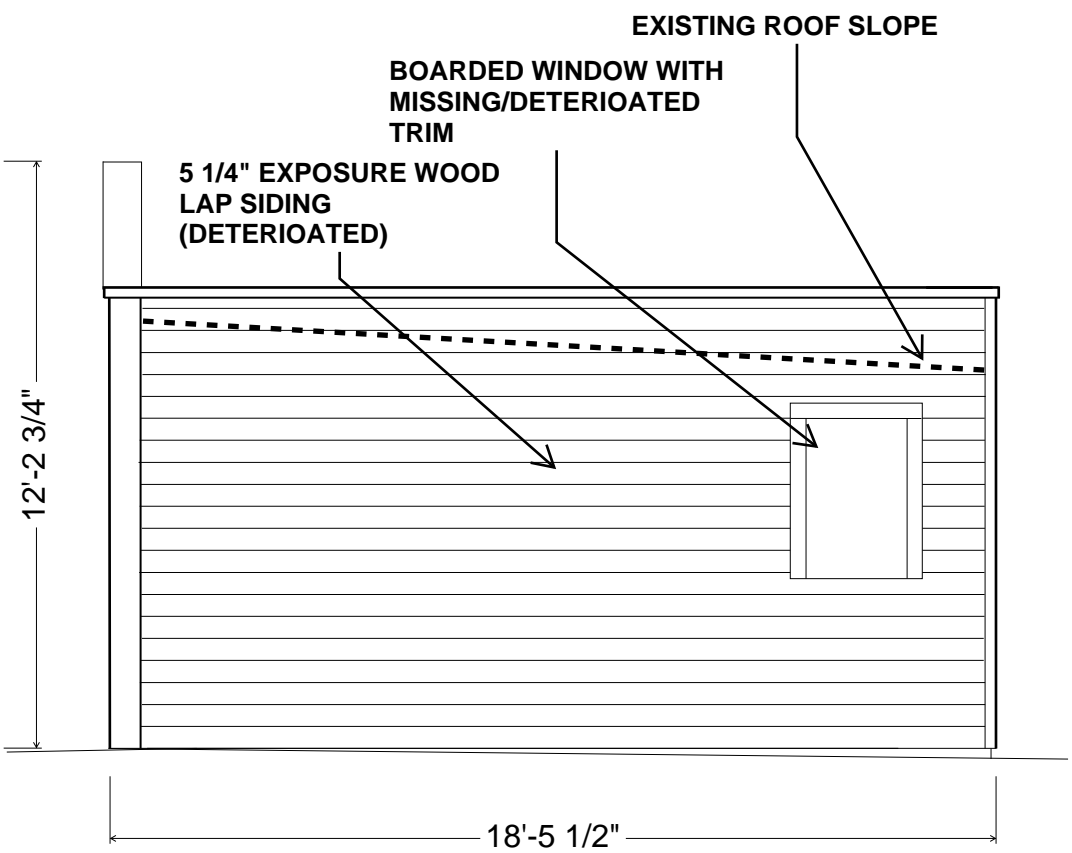 EXISTING ROOF SLOPE
BOARDED WINDOW WITH
MISSING/DETERIOATED
TRIM
5 1/4" EXPOSURE WOOD
LAP SIDING
(DETERIOATED)
12'-2 3/4"
18'-5 1/2"